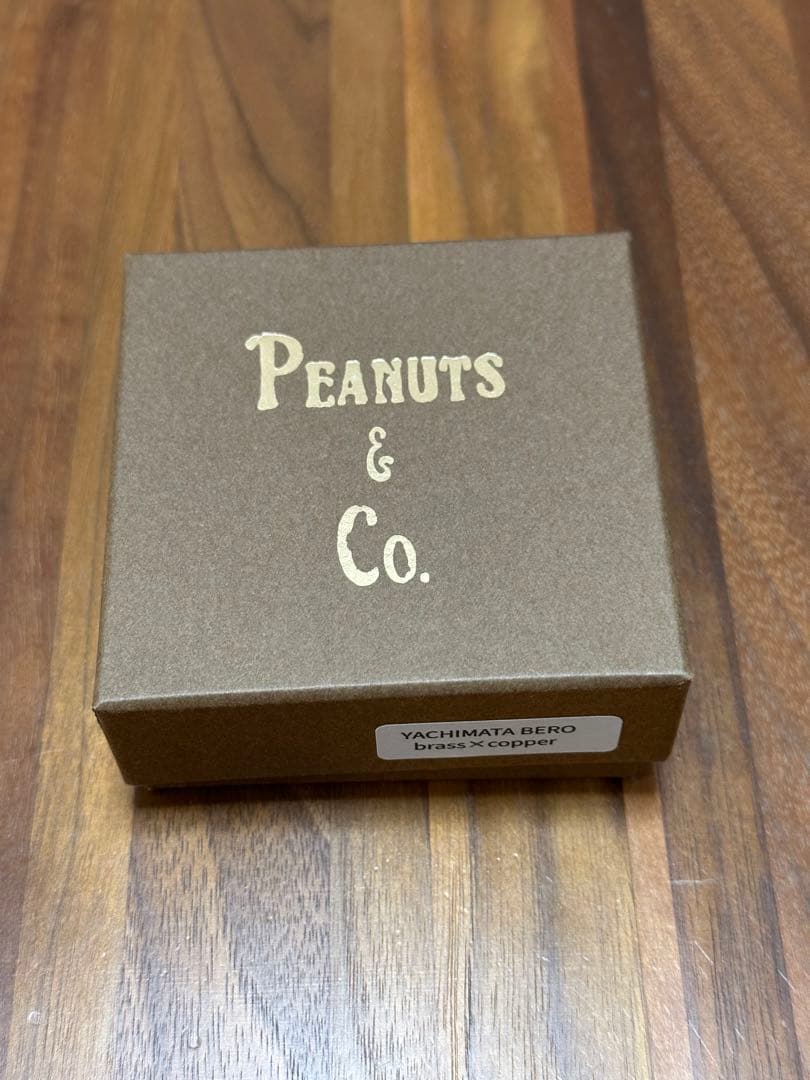 PEANUTS
&
Co.
YACHIMATA BERO
brass×copper